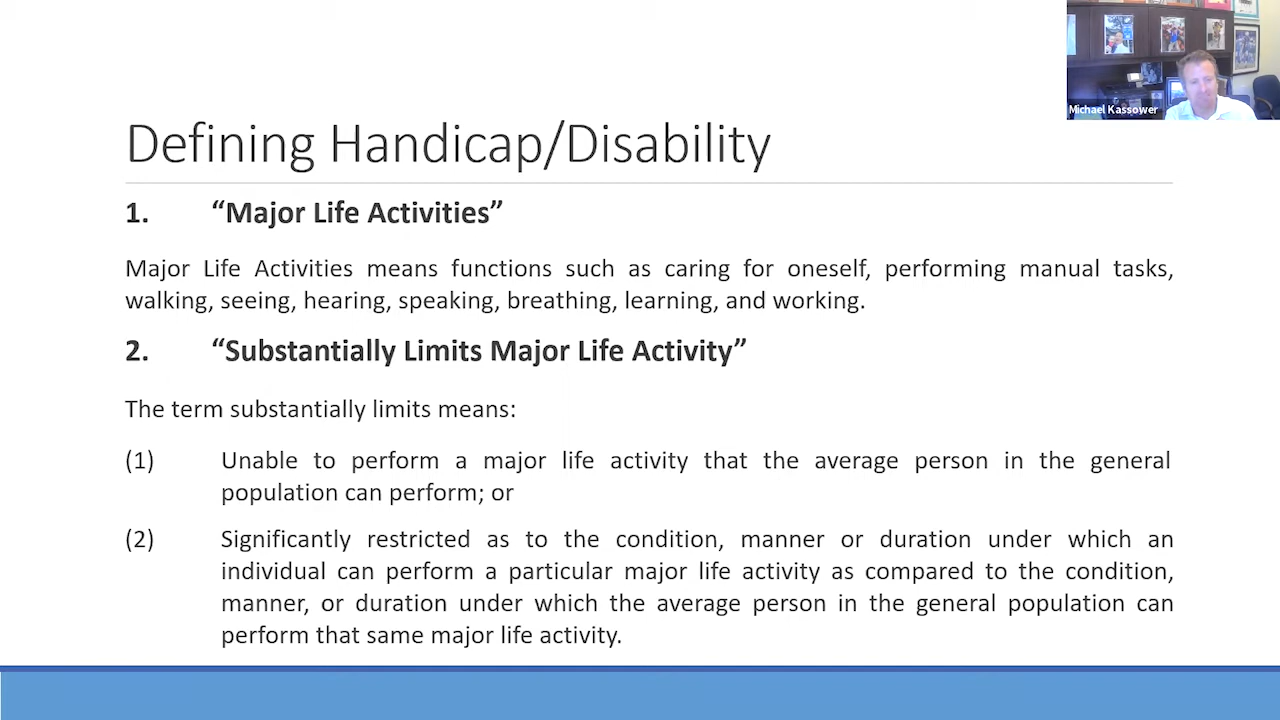 Michael Kassower
Defining Handicap/Disability
1. “Major Life Activities”
Major Life Activities means functions such as caring for oneself, performing manual tasks,
walking, seeing, hearing, speaking, breathing, learning, and working.
2. “Substantially Limits Major Life Activity”
The term substantially limits means:
(1) Unable to perform a major life activity that the average person in the general
population can perform; or
(2) Significantly restricted as to the condition, manner or duration under which an
individual can perform a particular major life activity as compared to the condition,
manner, or duration under which the average person in the general population can
perform that same major life activity.